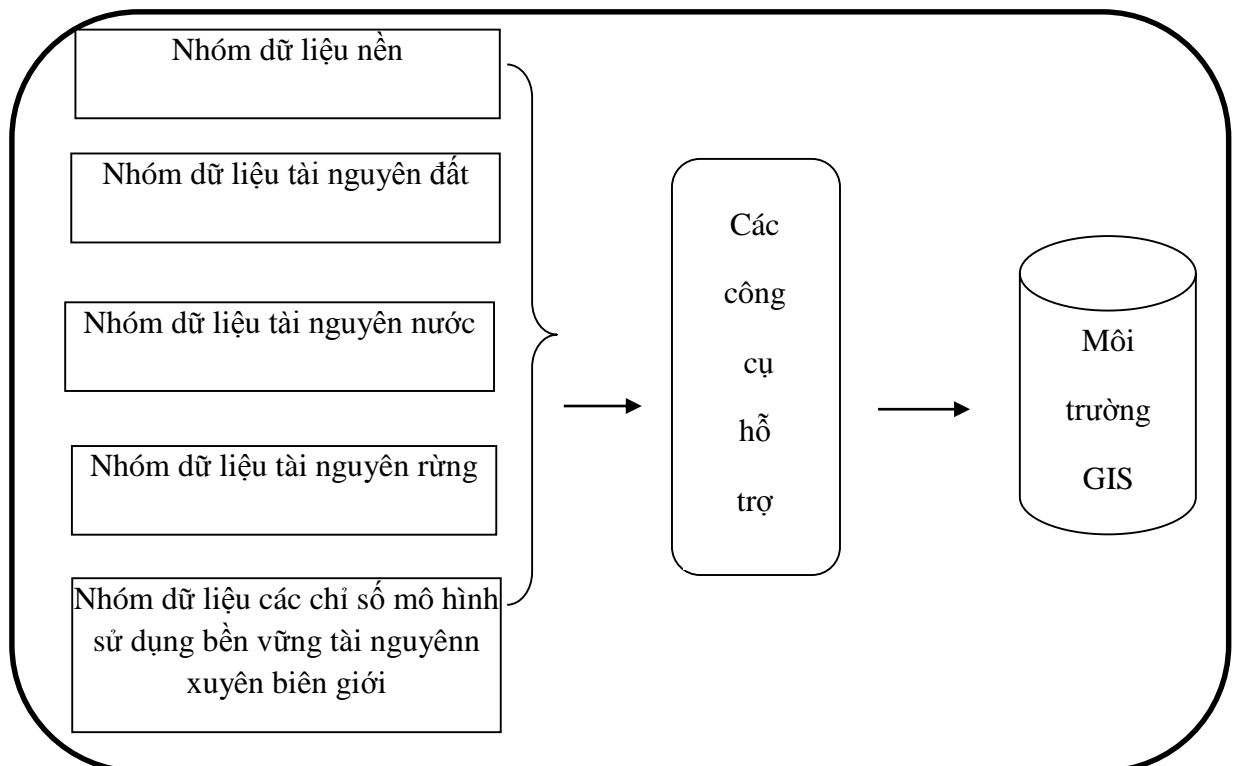 Nhóm dữ liệu nền
Nhóm dữ liệu tài nguyên đất
Nhóm dữ liệu tài nguyên nước
Nhóm dữ liệu tài nguyên rừng
Nhóm dữ liệu các chỉ số mô hình
sử dụng bền vững tài nguyênn
xuyên biên giới
Các
công
cụ
hỗ
trợ
Môi
trường
GIS